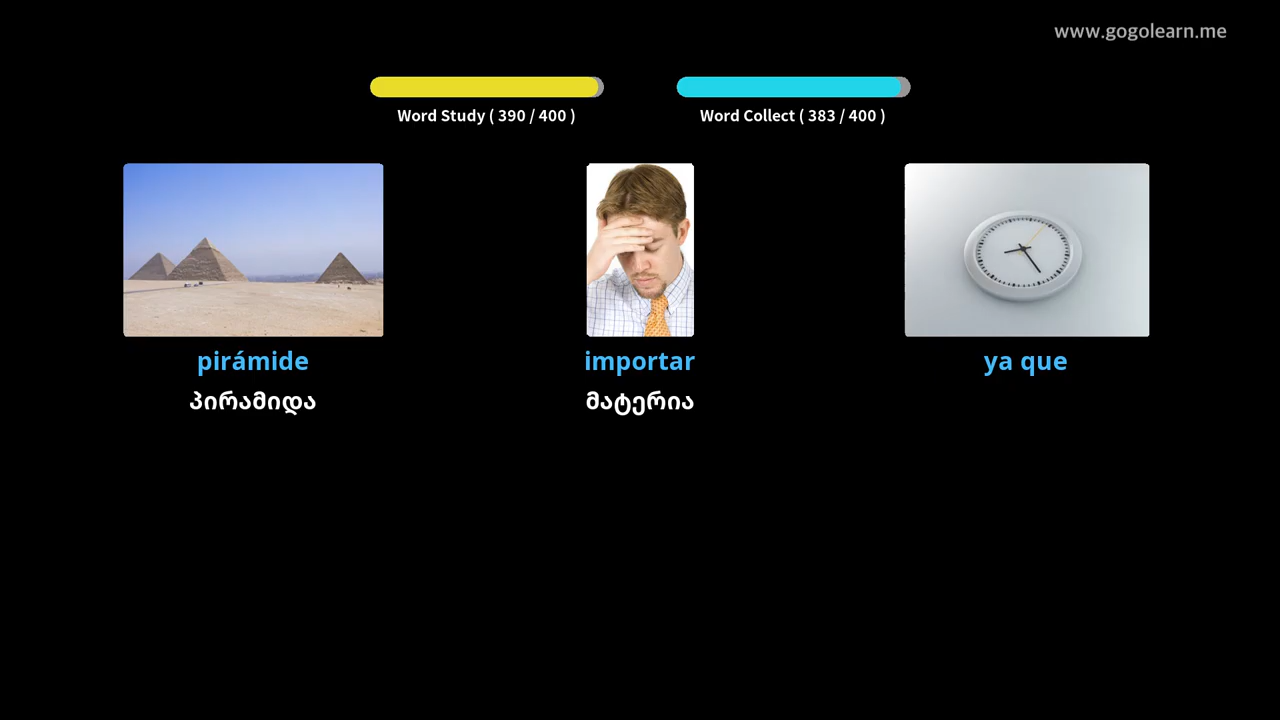 www.gogolearn.me
Word Study ( 390 / 400 )
Word Collect ( 383 / 400 )
pirámide
importar
ya que
პირამიდა
მატერია